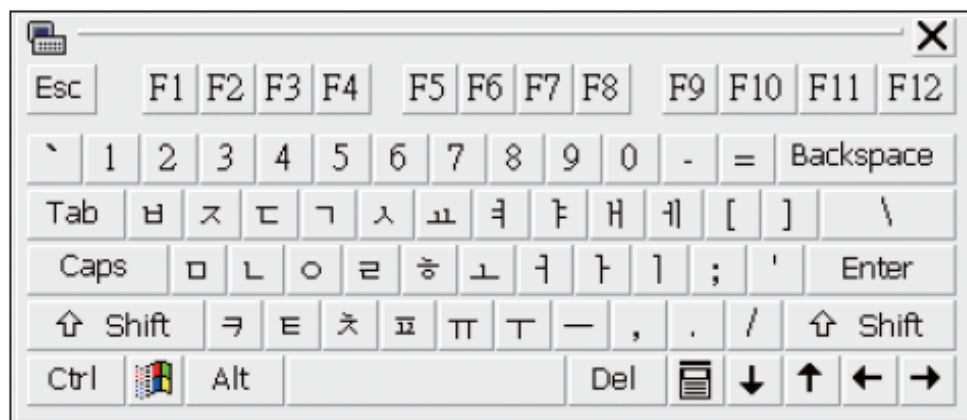 Esc F1 F2 F3 F4 F5 F6 F7 F8 F9 F10 F11 F12
` 1 2 3 4 5 6 7 8 9 0 - = Backspace
Tab ㅂ ㅈ ㄷ ㄱ ㅅ ㅛ ㅕ ㅑ ㅐ ㅔ [ ] \
Caps ㅁ ㄴ ㅇ ㄹ ㅎ ㅗ ㅓ ㅏ ㅣ ; ' Enter
⇧ Shift ㅋ ㅌ ㅊ ㅍ ㅠ ㅜ ㅡ , . / ⇧ Shift
Ctrl Alt Del ↓ ↑ ← →